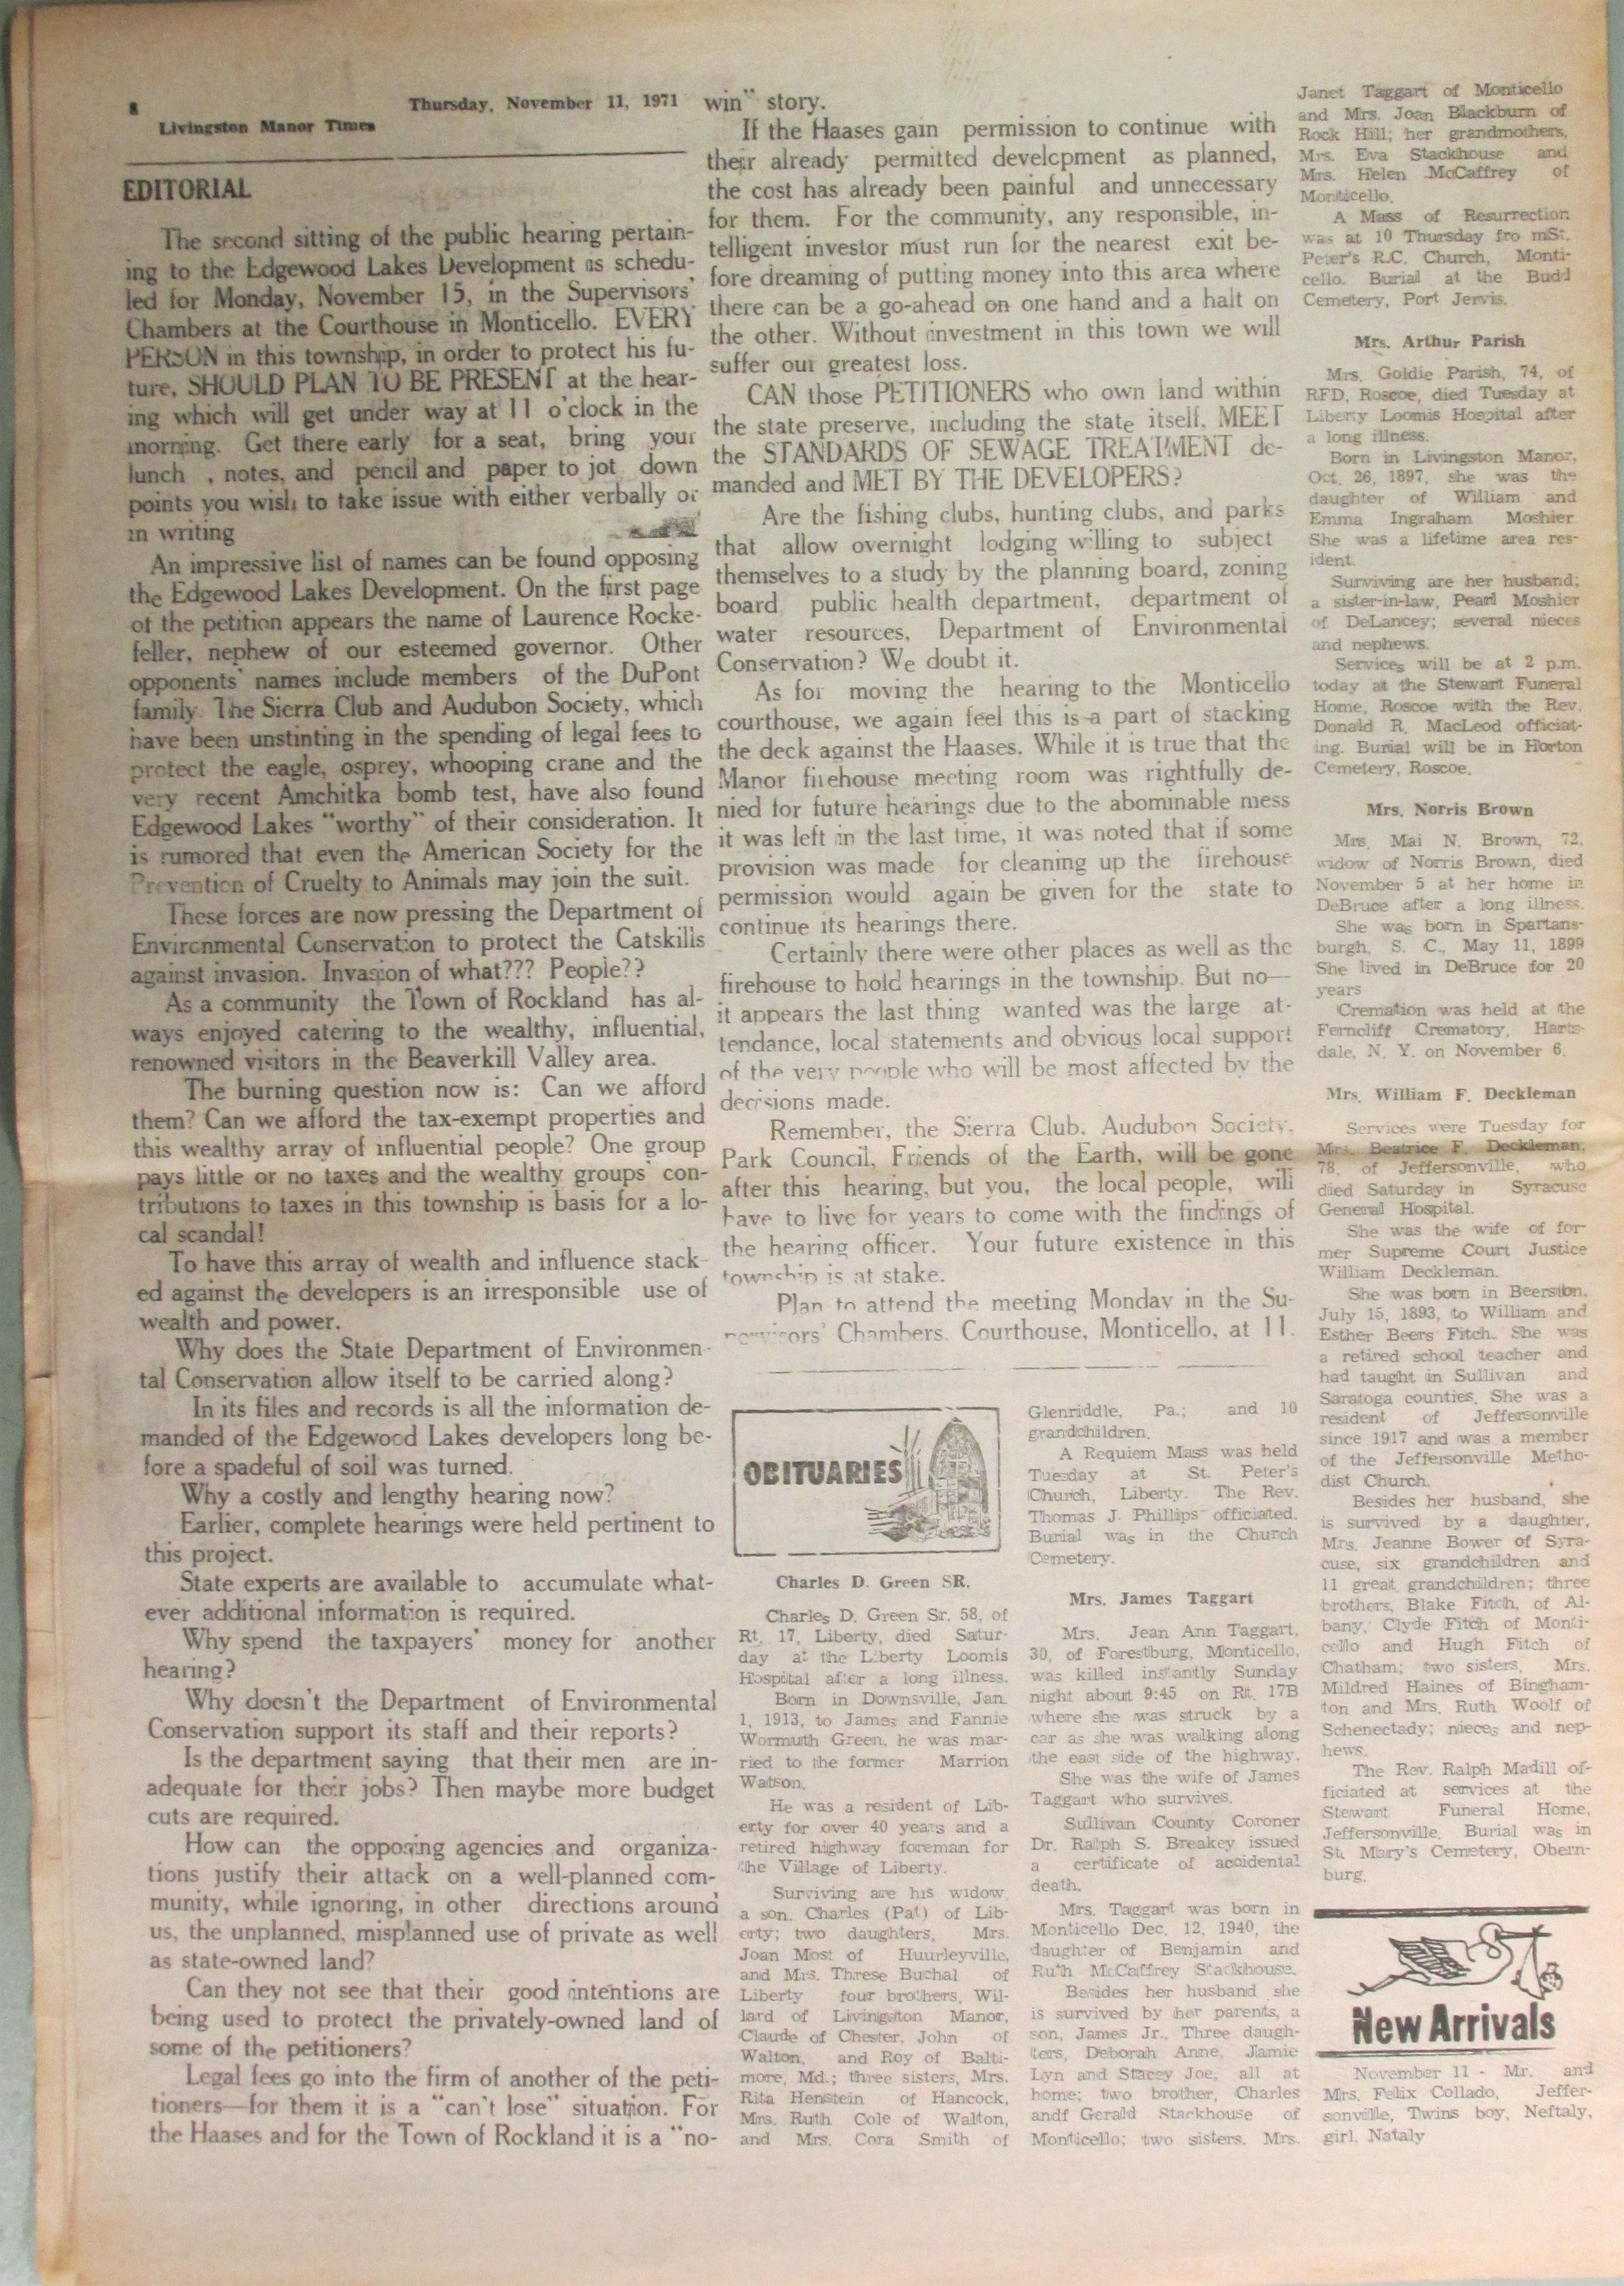 8
Thursday, November 11, 1971
Livingston Manor Times
EDITORIAL
The second sitting of the public hearing pertain-
ing to the Edgewood Lakes Development is schedu-
led for Monday, November 15, in the Supervisors'
Chambers at the Courthouse in Monticello. EVERY
PERSON in this township, in order to protect his fu-
ture, SHOULD PLAN TO BE PRESENT at the hear-
ing which will get under way at 11 o'clock in the
morning. Get there early for a seat, bring your
lunch , notes, and pencil and paper to jot down
points you wish to take issue with either verbally or
in writing
An impressive list of names can be found opposing
the Edgewood Lakes Development. On the first page
of the petition appears the name of Laurence Rocke-
feller, nephew of our esteemed governor. Other
opponents' names include members of the DuPont
family. The Sierra Club and Audubon Society, which
have been unstinting in the spending of legal fees to
protect the eagle, osprey, whooping crane and the
very recent Amchitka bomb test, have also found
Edgewood Lakes "worthy" of their consideration. It
is rumored that even the American Society for the
Prevention of Cruelty to Animals may join the suit.
These forces are now pressing the Department of
Environmental Conservation to protect the Catskills
against invasion. Invasion of what??? People??
As a community the Town of Rockland has al-
ways enjoyed catering to the wealthy, influential,
renowned visitors in the Beaverkill Valley area.
The burning question now is: Can we afford
them? Can we afford the tax-exempt properties and
this wealthy array of influential people? One group
pays little or no taxes and the wealthy groups' con-
tributions to taxes in this township is basis for a lo-
cal scandal!
To have this array of wealth and influence stack-
ed against the developers is an irresponsible use of
wealth and power.
Why does the State Department of Environmen-
tal Conservation allow itself to be carried along?
In its files and records is all the information de-
manded of the Edgewood Lakes developers long be-
fore a spadeful of soil was turned.
Why a costly and lengthy hearing now?
Earlier, complete hearings were held pertinent to
this project.
State experts are available to accumulate what-
ever additional information is required.
Why spend the taxpayers' money for another
hearing?
Why doesn't the Department of Environmental
Conservation support its staff and their reports?
Is the department saying that their men are in-
adequate for their jobs? Then maybe more budget
cuts are required.
How can the opposing agencies and organiza-
tions justify their attack on a well-planned com-
munity, while ignoring, in other directions around
us, the unplanned, misplanned use of private as well
as state-owned land?
Can they not see that their good intentions are
being used to protect the privately-owned land of
some of the petitioners?
Legal fees go into the firm of another of the peti-
tioners—for them it is a "can't lose" situation. For
the Haases and for the Town of Rockland it is a "no-
win" story.
If the Haases gain permission to continue with
their already permitted develcpment as planned,
the cost has already been painful and unnecessary
for them. For the community, any responsible, in-
telligent investor must run for the nearest exit be-
fore dreaming of putting money into this area where
there can be a go-ahead on one hand and a halt on
the other. Without investment in this town we will
suffer our greatest loss.
CAN those PETITIONERS who own land within
the state preserve, including the state itself, MEET
the STANDARDS OF SEWAGE TREATMENT de-
manded and MET BY THE DEVELOPERS?
Are the fishing clubs, hunting clubs, and parks
that allow overnight lodging willing to subject
themselves to a study by the planning board, zoning
board, public health department, department of
water resources, Department of Environmental
Conservation? We doubt it.
As for moving the hearing to the Monticello
courthouse, we again feel this is a part of stacking
the deck against the Haases. While it is true that the
Manor firehouse meeting room was rightfully de-
nied for future hearings due to the abominable mess
it was left in the last time, it was noted that if some
provision was made for cleaning up the firehouse
permission would again be given for the state to
continue its hearings there.
Certainly there were other places as well as the
firehouse to hold hearings in the township. But no—
it appears the last thing wanted was the large at-
tendance, local statements and obvious local support
of the very people who will be most affected by the
decisions made.
Remember, the Sierra Club, Audubon Society,
Park Council, Friends of the Earth, will be gone
after this hearing, but you, the local people, will
have to live for years to come with the findings of
the hearing officer. Your future existence in this
township is at stake.
Plan to attend the meeting Monday in the Su-
pervisors' Chambers, Courthouse, Monticello, at 11.
OBITUARIES
Charles D. Green SR.
Charles D. Green Sr. 58, of
Rt. 17, Liberty, died Satur-
day at the Liberty Loomis
Hospital after a long illness.
Born in Downsville, Jan.
1, 1913, to James and Fannie
Wormuth Green, he was mar-
ried to the former Marrion
Watson.
He was a resident of Lib-
erty for over 40 years and a
retired highway foreman for
the Village of Liberty.
Surviving are his widow,
a son, Charles (Pat) of Lib-
erty; two daughters, Mrs.
Joan Most of Huurleyville,
and Mrs. Threse Buchal of
Liberty four brothers, Wil-
lard of Livingston Manor,
Claude of Chester, John of
Walton, and Roy of Balti-
more, Md.; three sisters, Mrs.
Rita Henstein of Hancock,
Mrs. Ruth Cole of Walton,
and Mrs. Cora Smith of
Glenriddle, Pa.; and 10
grandchildren.
A Requiem Mass was held
Tuesday at St. Peter's
Church, Liberty. The Rev.
Thomas J. Phillips officiated.
Burial was in the Church
Cemetery.
Mrs. James Taggart
Mrs. Jean Ann Taggart,
30, of Forestburg, Monticello,
was killed instantly Sunday
night about 9:45 on Rt. 17B
where she was struck by a
car as she was walking along
the east side of the highway.
She was the wife of James
Taggart who survives.
Sullivan County Coroner
Dr. Ralph S. Breakey issued
a certificate of accidental
death.
Mrs. Taggart was born in
Monticello Dec. 12, 1940, the
daughter of Benjamin and
Ruth McCaffrey Stackhouse.
Besides her husband she
is survived by her parents, a
son, James Jr., Three daugh-
ters, Deborah Anne, Jamie
Lyn and Stacey Joe, all at
home; two brother, Charles
andf Gerald Stackhouse of
Monticello; two sisters, Mrs.
Janet Taggart of Monticello
and Mrs. Joan Blackburn of
Rock Hill; her grandmothers,
Mrs. Eva Stackhouse and
Mrs. Helen McCaffrey of
Monticello.
A Mass of Resurrection
was at 10 Thursday fro mSt.
Peter's R.C. Church, Monti-
cello. Burial at the Budd
Cemetery, Port Jervis.
Mrs. Arthur Parish
Mrs. Goldie Parish, 74, of
RFD, Roscoe, died Tuesday at
Liberty Loomis Hospital after
a long illness.
Born in Livingston Manor,
Oct. 26, 1897, she was the
daughter of William and
Emma Ingraham Moshier.
She was a lifetime area res-
ident.
Surviving are her husband;
a sister-in-law, Pearl Moshier
of DeLancey; several nieces
and nephews.
Services will be at 2 p.m.
today at the Stewart Funeral
Home, Roscoe with the Rev.
Donald R. MacLeod officiat-
ing. Burial will be in Horton
Cemetery, Roscoe.
Mrs. Norris Brown
Mrs. Mai N. Brown, 72,
widow of Norris Brown, died
November 5 at her home in
DeBruce after a long illness.
She was born in Spartans-
burgh, S. C., May 11, 1899
She lived in DeBruce for 20
years
Cremation was held at the
Ferncliff Crematory, Harts-
dale, N. Y. on November 6.
Mrs. William F. Deckleman
Services were Tuesday for
Mrs. Beatrice F. Deckleman,
78, of Jeffersonville, who
died Saturday in Syracuse
General Hospital.
She was the wife of for-
mer Supreme Court Justice
William Deckleman.
She was born in Beerston,
July 15, 1893, to William and
Esther Beers Fitch. She was
a retired school teacher and
had taught in Sullivan and
Saratoga counties. She was a
resident of Jeffersonville
since 1917 and was a member
of the Jeffersonville Metho-
dist Church.
Besides her husband, she
is survived by a daughter,
Mrs. Jeanne Bower of Syra-
cuse, six grandchildren and
11 great grandchildren; three
brothers, Blake Fitch, of Al-
bany, Clyde Fitch of Monti-
cello and Hugh Fitch of
Chatham; two sisters, Mrs.
Mildred Haines of Bingham-
ton and Mrs. Ruth Woolf of
Schenectady; nieces and nep-
hews.
The Rev. Ralph Madill of-
ficiated at services at the
Stewart Funeral Home,
Jeffersonville. Burial was in
St. Mary's Cemetery, Obern-
burg.
New Arrivals
November 11 - Mr. and
Mrs. Felix Collado, Jeffer-
sonville, Twins boy, Neftaly,
girl, Nataly